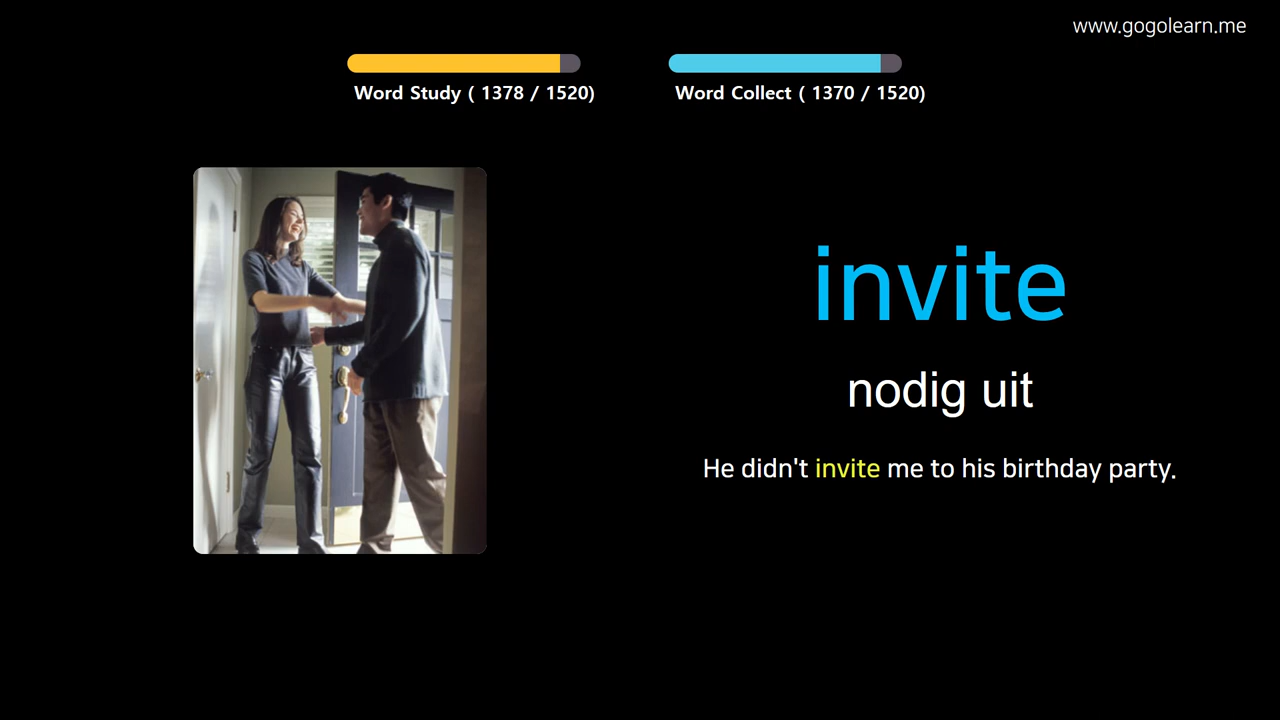 www.gogolearn.me
Word Study ( 1378 / 1520)
Word Collect ( 1370 / 1520)
invite
nodig uit
He didn't invite me to his birthday party.